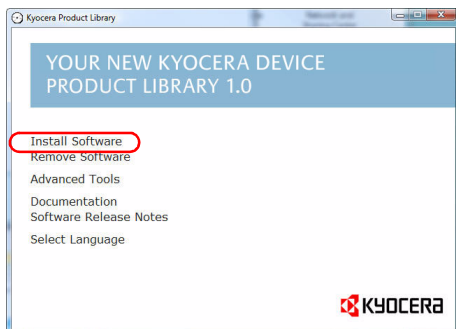 Kyocera Product Library
YOUR NEW KYOCERA DEVICE
PRODUCT LIBRARY 1.0
Install Software
Remove Software
Advanced Tools
Documentation
Software Release Notes
Select Language
KYOCERA